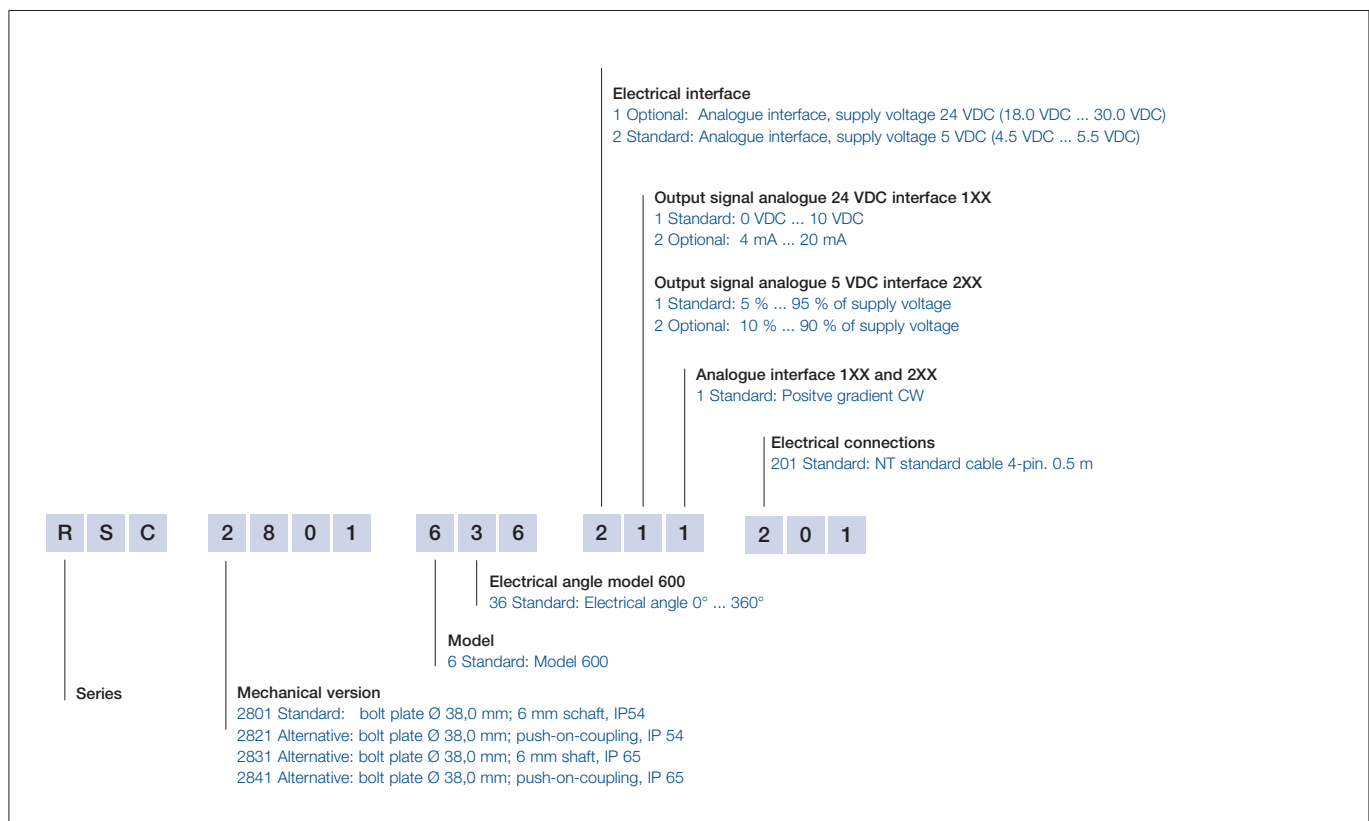 Electrical interface
1 Optional: Analogue interface, supply voltage 24 VDC (18.0 VDC ... 30.0 VDC)
2 Standard: Analogue interface, supply voltage 5 VDC (4.5 VDC ... 5.5 VDC)
Output signal analogue 24 VDC interface 1XX
1 Standard: 0 VDC ... 10 VDC
2 Optional: 4 mA ... 20 mA
Output signal analogue 5 VDC interface 2XX
1 Standard: 5 % ... 95 % of supply voltage
2 Optional: 10 % ... 90 % of supply voltage
Analogue interface 1XX and 2XX
1 Standard: Positve gradient CW
Electrical connections
201 Standard: NT standard cable 4-pin. 0.5 m
R S C 2 8 0 1 6 3 6 2 1 1 2 0 1
Electrical angle model 600
36 Standard: Electrical angle 0° ... 360°
Model
6 Standard: Model 600
Series
Mechanical version
2801 Standard: bolt plate Ø 38,0 mm; 6 mm schaft, IP54
2821 Alternative: bolt plate Ø 38,0 mm; push-on-coupling, IP 54
2831 Alternative: bolt plate Ø 38,0 mm; 6 mm shaft, IP 65
2841 Alternative: bolt plate Ø 38,0 mm; push-on-coupling, IP 65